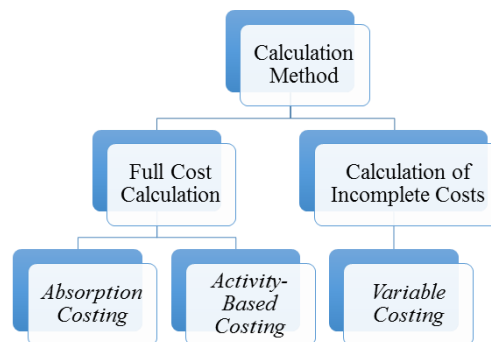 Calculation
Method
Full Cost
Calculation
Calculation of
Incomplete Costs
Absorption
Costing
Activity-
Based
Costing
Variable
Costing